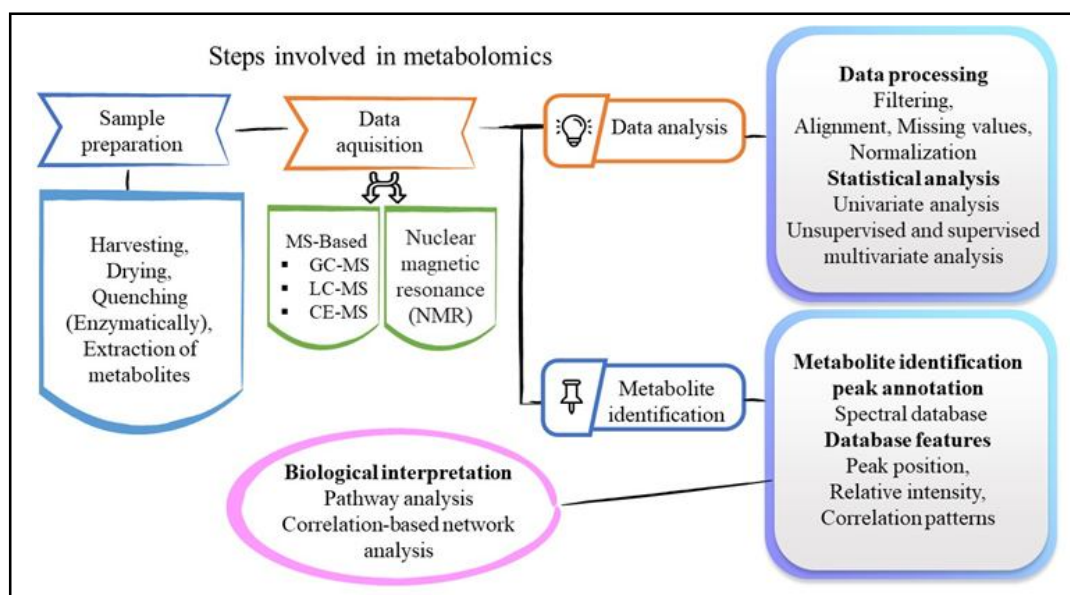 Steps involved in metabolomics
Sample
preparation
Harvesting,
Drying,
Quenching
(Enzymatically),
Extraction of
metabolites
Data
aquisition
MS-Based
▪ GC-MS
▪ LC-MS
▪ CE-MS
Nuclear
magnetic
resonance
(NMR)
Data analysis
Data processing
Filtering,
Alignment, Missing values,
Normalization
Statistical analysis
Univariate analysis
Unsupervised and supervised
multivariate analysis
Metabolite
identification
Metabolite identification
peak annotation
Spectral database
Database features
Peak position,
Relative intensity,
Correlation patterns
Biological interpretation
Pathway analysis
Correlation-based network
analysis